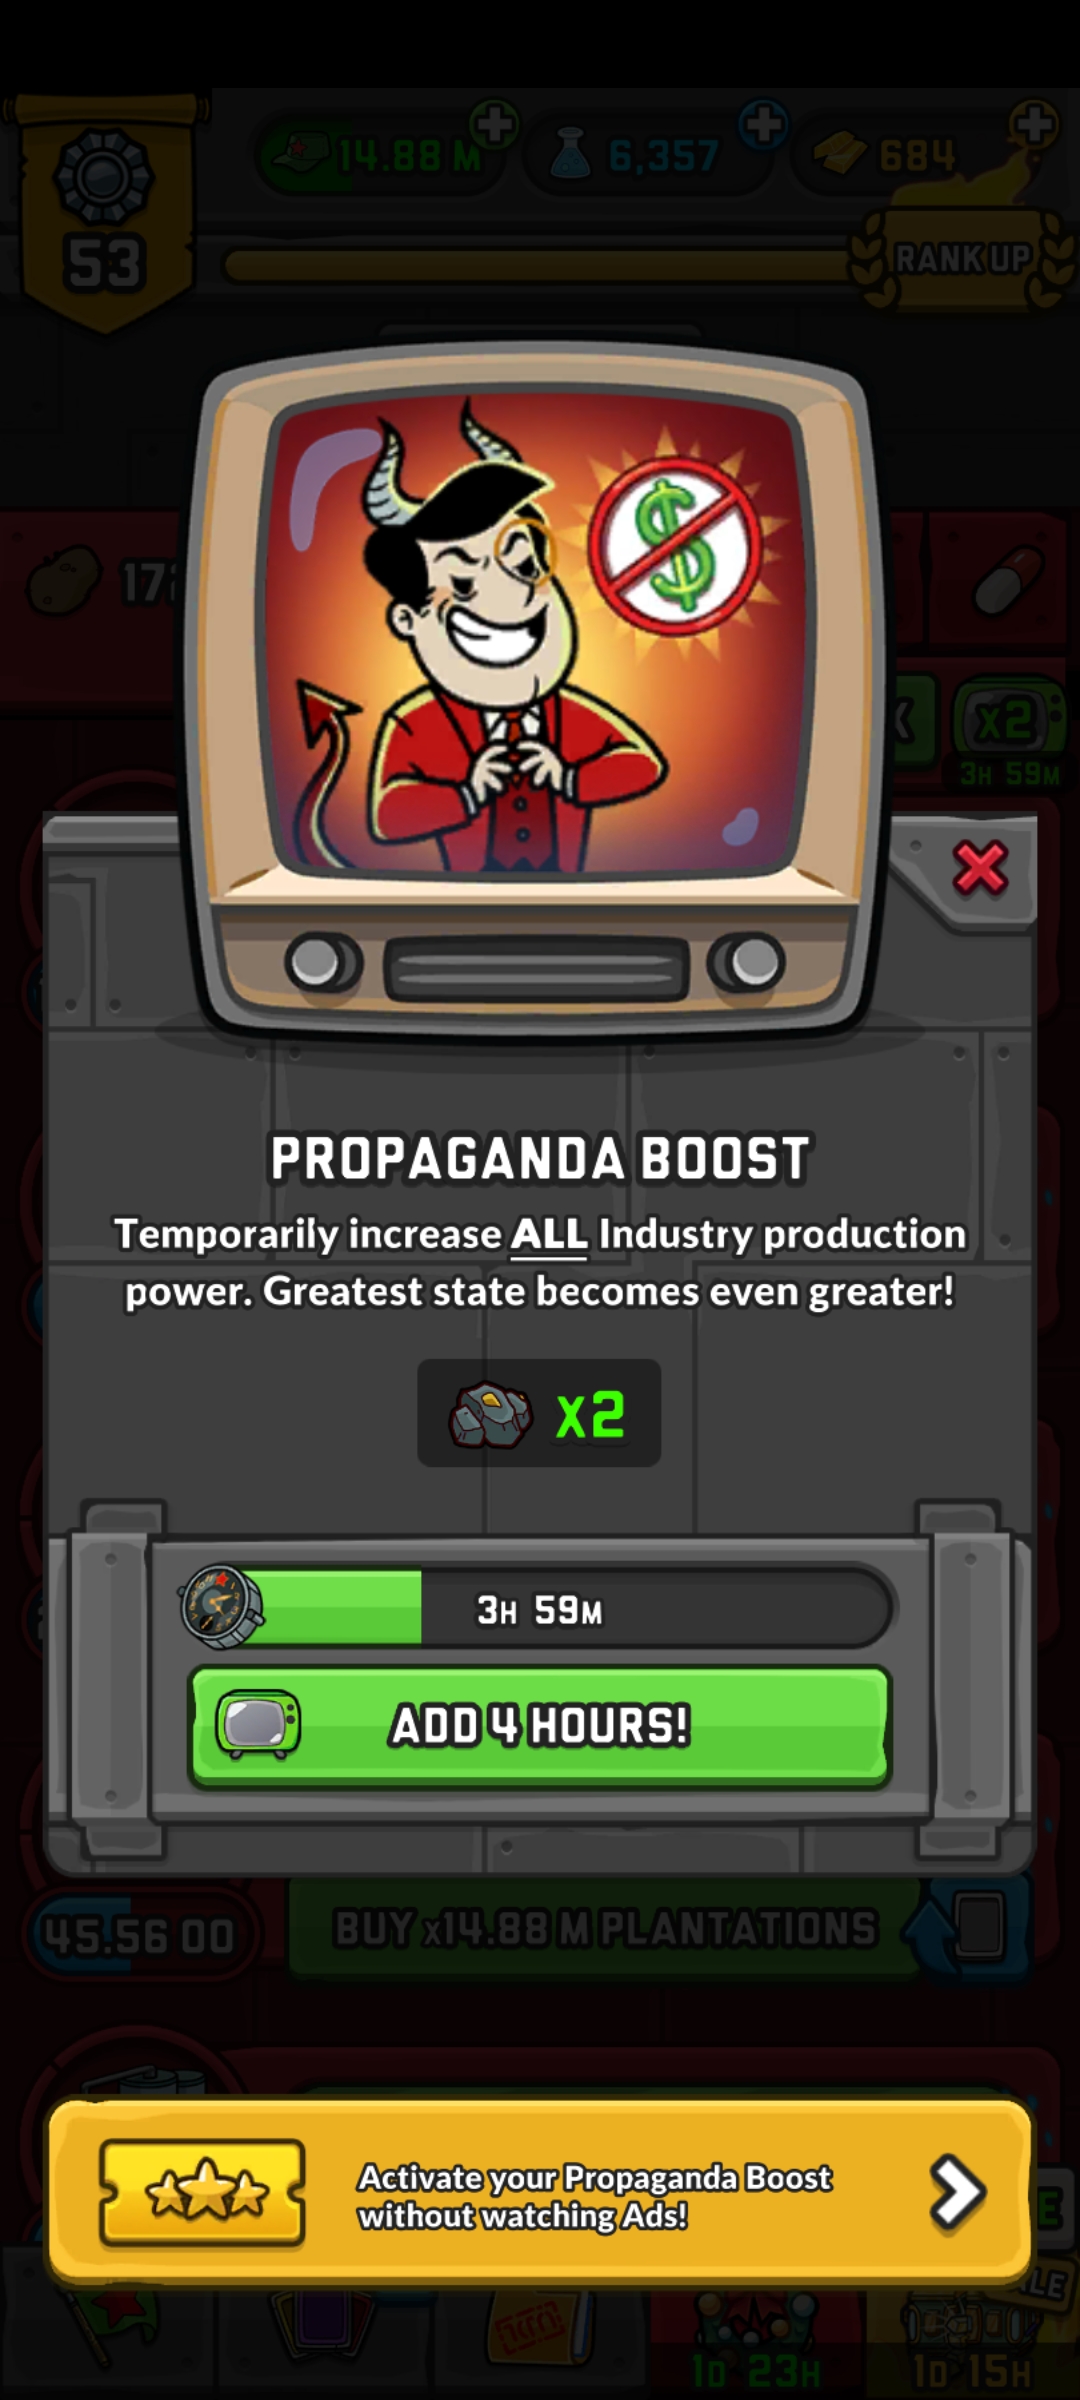 14.88 M
6,357
684
53
RANK UP
x2
3H 59M
PROPAGANDA BOOST
Temporarily increase ALL Industry production
power. Greatest state becomes even greater!
x2
3H 59M
ADD 4 HOURS!
45.56 OO
BUY x14.88 M PLANTATIONS
Activate your Propaganda Boost
without watching Ads!
1D 23H
1D 15H